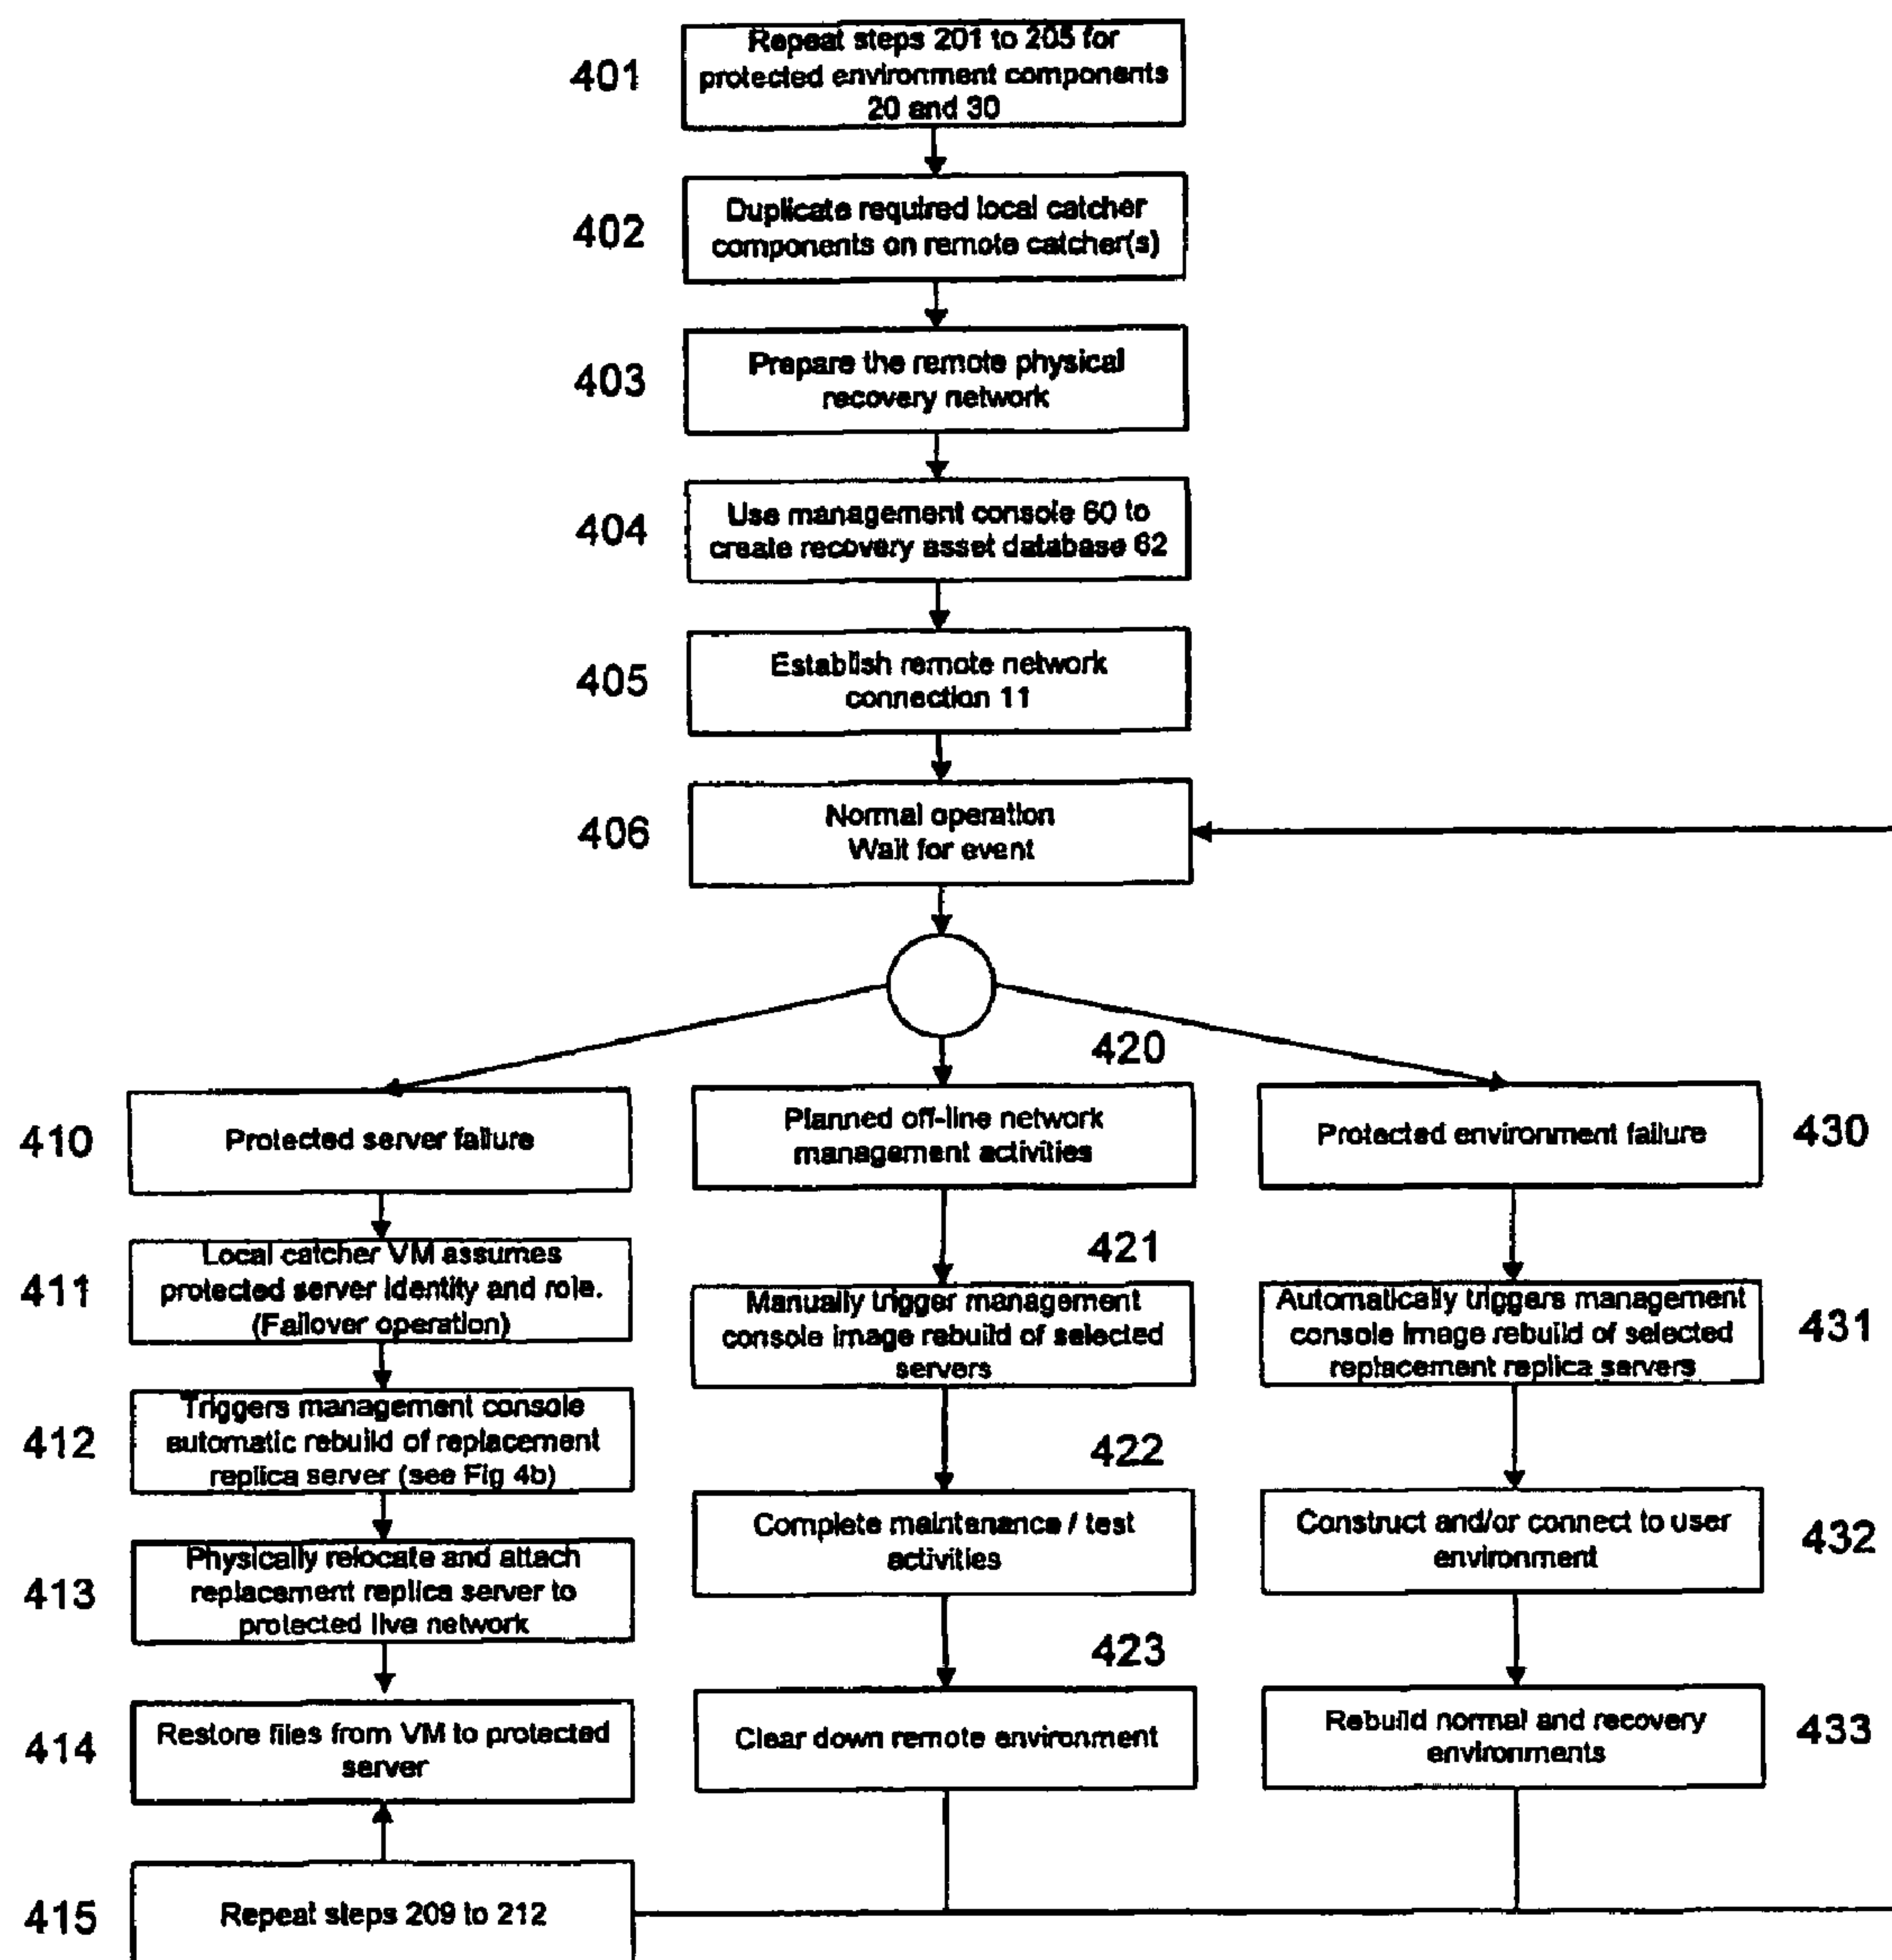 401
Repeat steps 201 to 205 for
protected environment components
20 and 30
402
Duplicate required local catcher
components on remote catcher(s)
403
Prepare the remote physical
recovery network
404
Use management console 60 to
create recovery asset database 62
405
Establish remote network
connection 11
406
Normal operation
Wait for event
410
Protected server failure
411
Local catcher VM assumes
protected server identity and role.
(Failover operation)
412
Triggers management console
automatic rebuild of replacement
replica server (see Fig 4b)
413
Physically relocate and attach
replacement replica server to
protected live network
414
Restore files from VM to protected
server
415
Repeat steps 209 to 212
420
Planned off-line network
management activities
421
Manually trigger management
console image rebuild of selected
servers
422
Complete maintenance / test
activities
423
Clear down remote environment
430
Protected environment failure
431
Automatically triggers management
console image rebuild of selected
replacement replica servers
432
Construct and/or connect to user
environment
433
Rebuild normal and recovery
environments